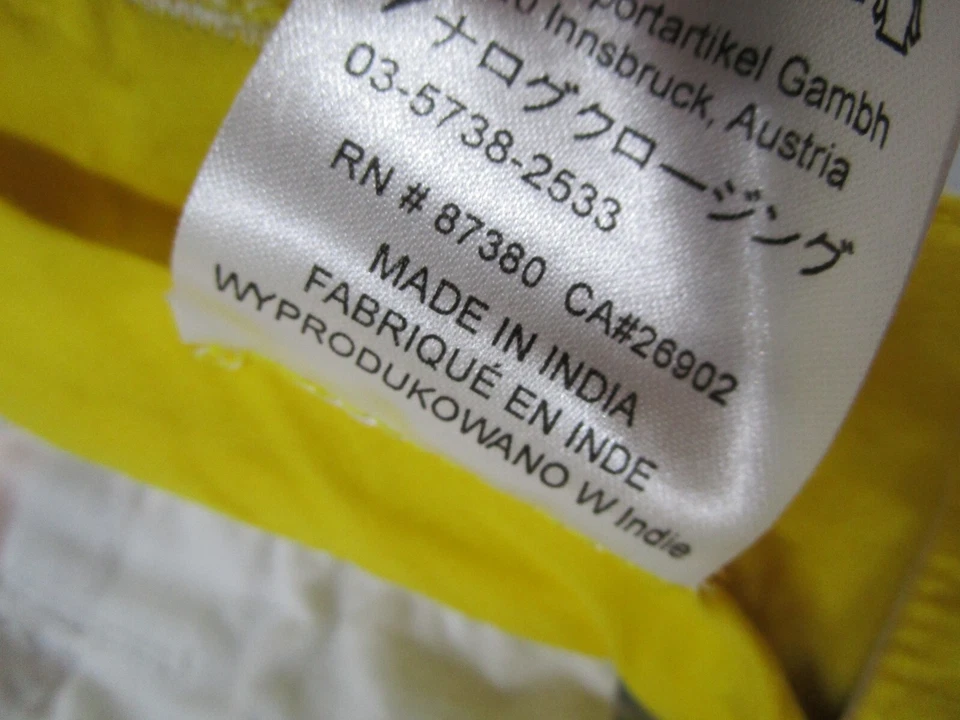 portartikel Gambh
Innsbruck, Austria
ナログクロージング
03-5738-2533
RN # 87380 CA#26902
MADE IN INDIA
FABRIQUÉ EN INDE
WYPRODUKOWANO W Indie